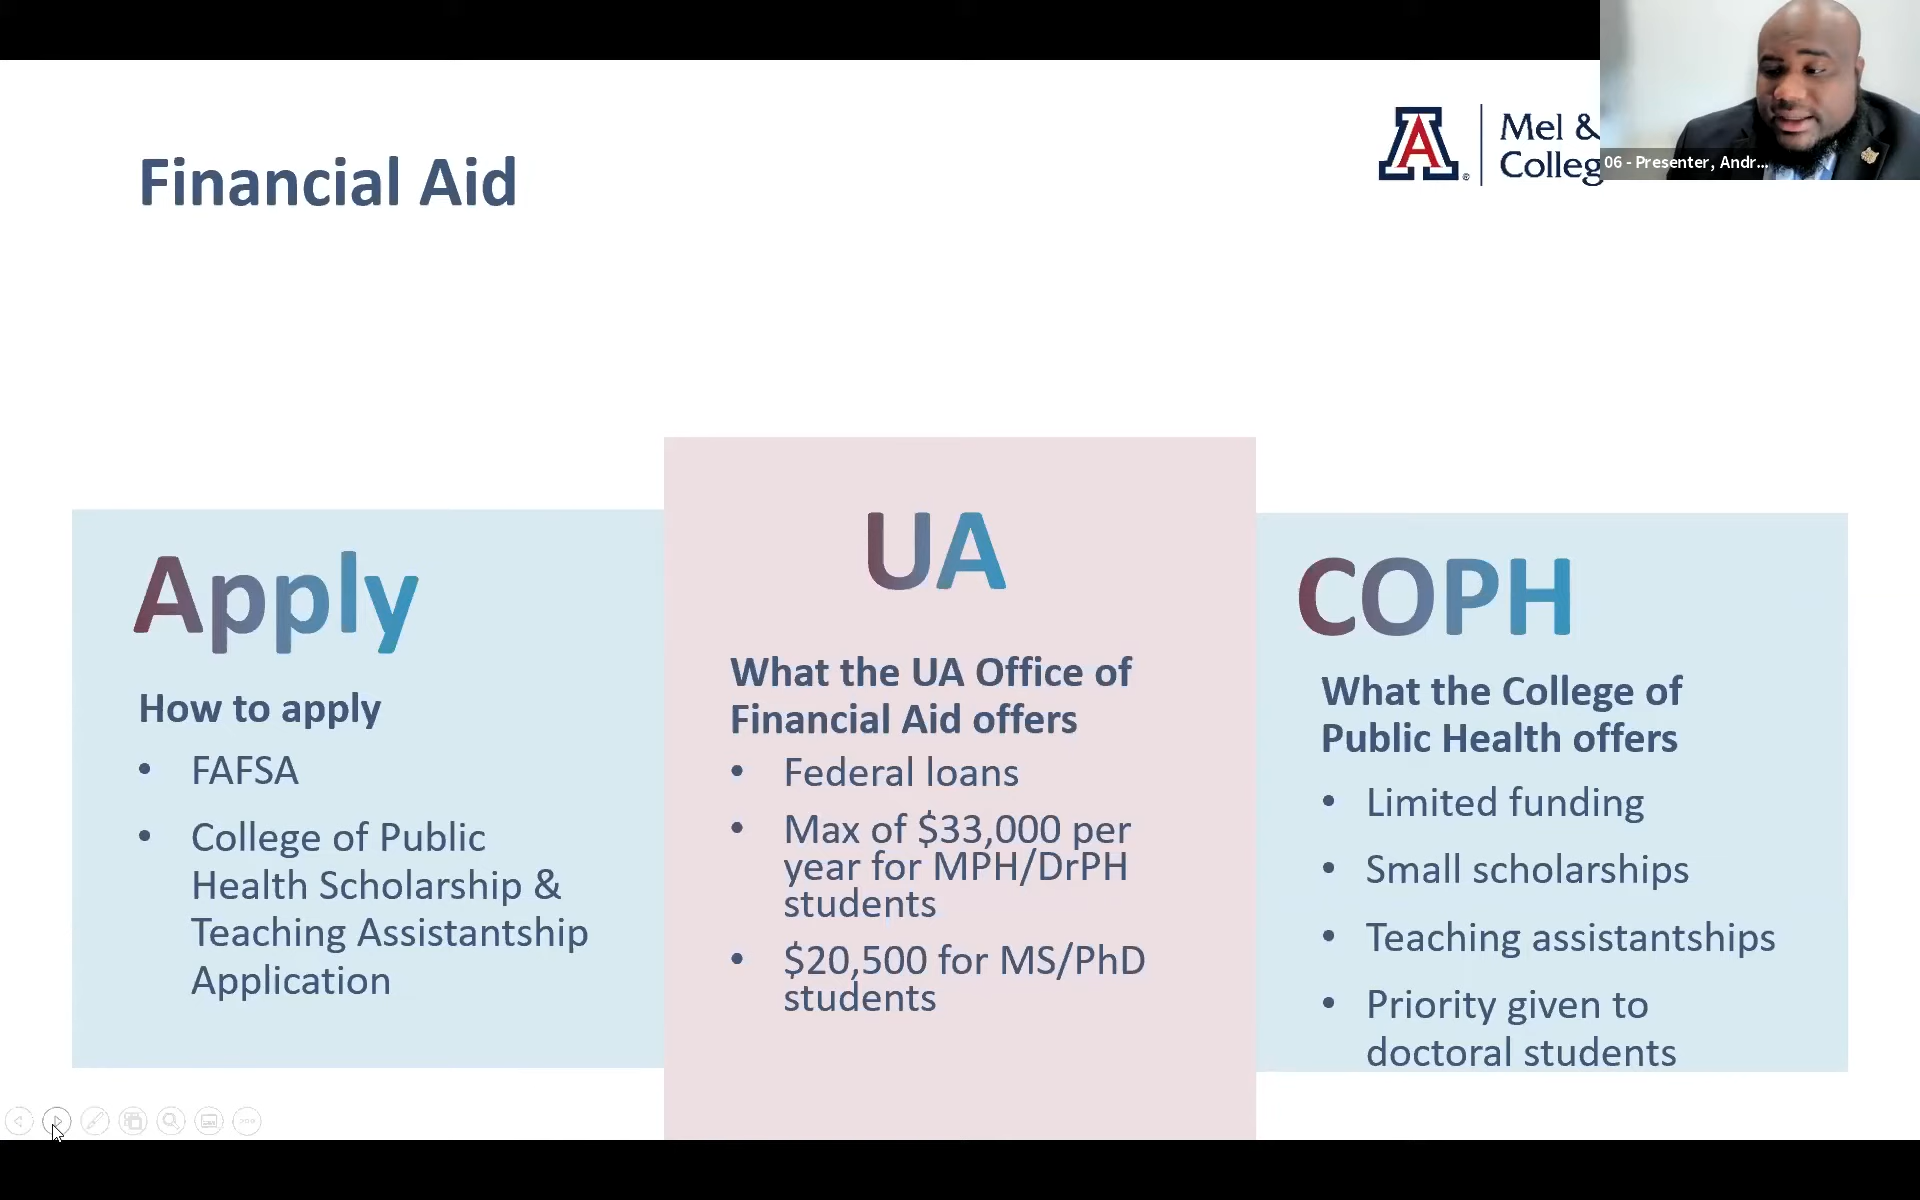 Financial Aid
A
®
Mel &
Colleg
06 - Presenter, Andr...
Apply
How to apply
• FAFSA
• College of Public
Health Scholarship &
Teaching Assistantship
Application
UA
What the UA Office of
Financial Aid offers
• Federal loans
• Max of $33,000 per
year for MPH/DrPH
students
• $20,500 for MS/PhD
students
COPH
What the College of
Public Health offers
• Limited funding
• Small scholarships
• Teaching assistantships
• Priority given to
doctoral students